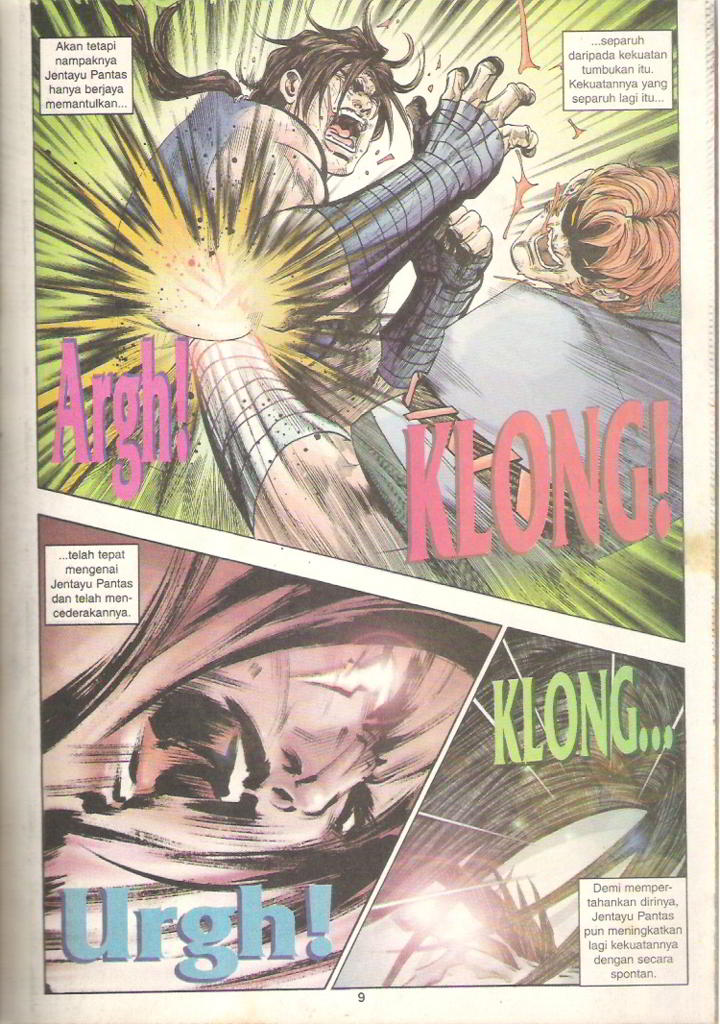 Akan tetapi
nampaknya
Jentayu Pantas
hanya berjaya
memantulkan...
...separuh
daripada kekuatan
tumbukan itu.
Kekuatannya yang
separuh lagi itu...
Argh!
KLONG!
...telah tepat
mengenai
Jentayu Pantas
dan telah men-
cederakannya.
Urgh!
KLONG...
Demi memper-
tahankan dirinya,
Jentayu Pantas
pun meningkatkan
lagi kekuatannya
dengan secara
spontan.
9